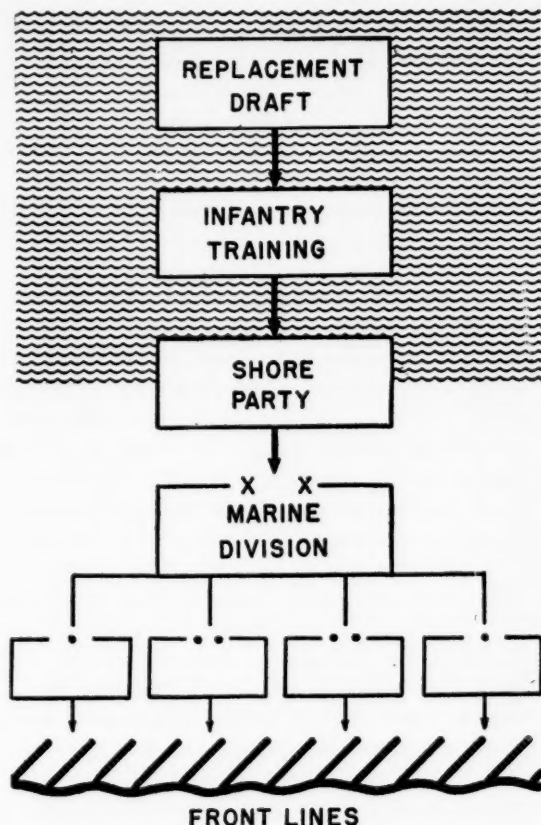 REPLACEMENT
DRAFT
INFANTRY
TRAINING
SHORE
PARTY
X X
MARINE
DIVISION
FRONT LINES